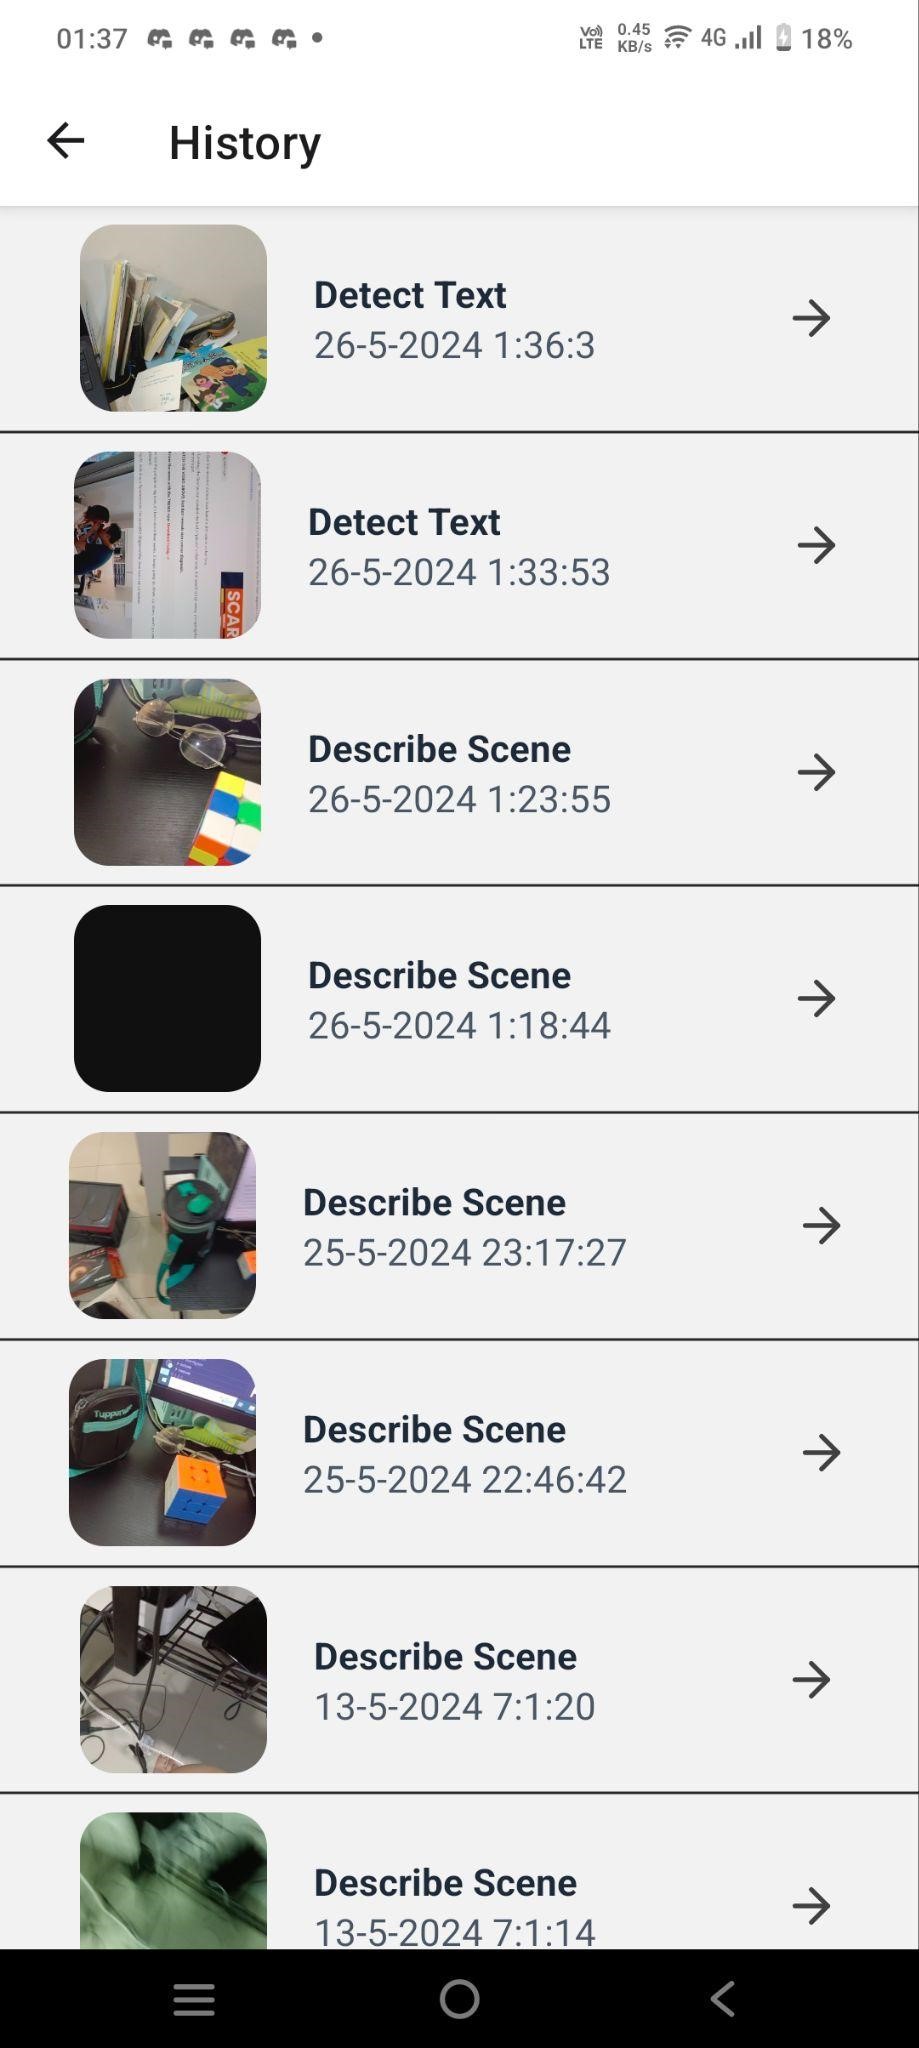 01:37
Vo))
LTE
0.45
KB/s
4G
18%
History
Detect Text
26-5-2024 1:36:3
SCAR
Detect Text
26-5-2024 1:33:53
Describe Scene
26-5-2024 1:23:55
Describe Scene
26-5-2024 1:18:44
Describe Scene
25-5-2024 23:17:27
Tupperw
Describe Scene
25-5-2024 22:46:42
Describe Scene
13-5-2024 7:1:20
Describe Scene
13-5-2024 7:1:14